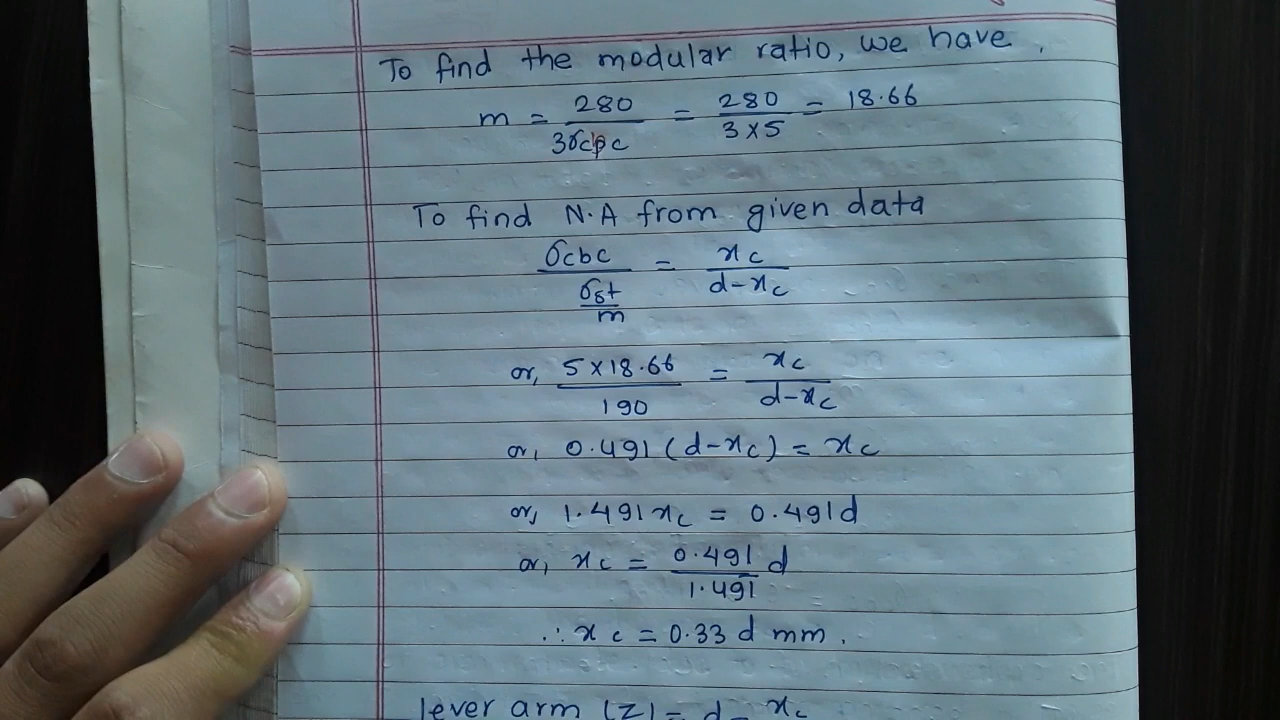 To find the modular ratio, we have,
m = 280/3σcbc = 280/3×5 = 18.66
To find N.A from given data
σcbc/(σst/m) = xc/d-xc
or, 5×18.66/190 = xc/d-xc
or, 0.491(d-xc) = xc
or, 1.491xc = 0.491d
or, xc = 0.491/1.491 d
∴ xc = 0.33 d mm.
lever arm (Z) = d - xc